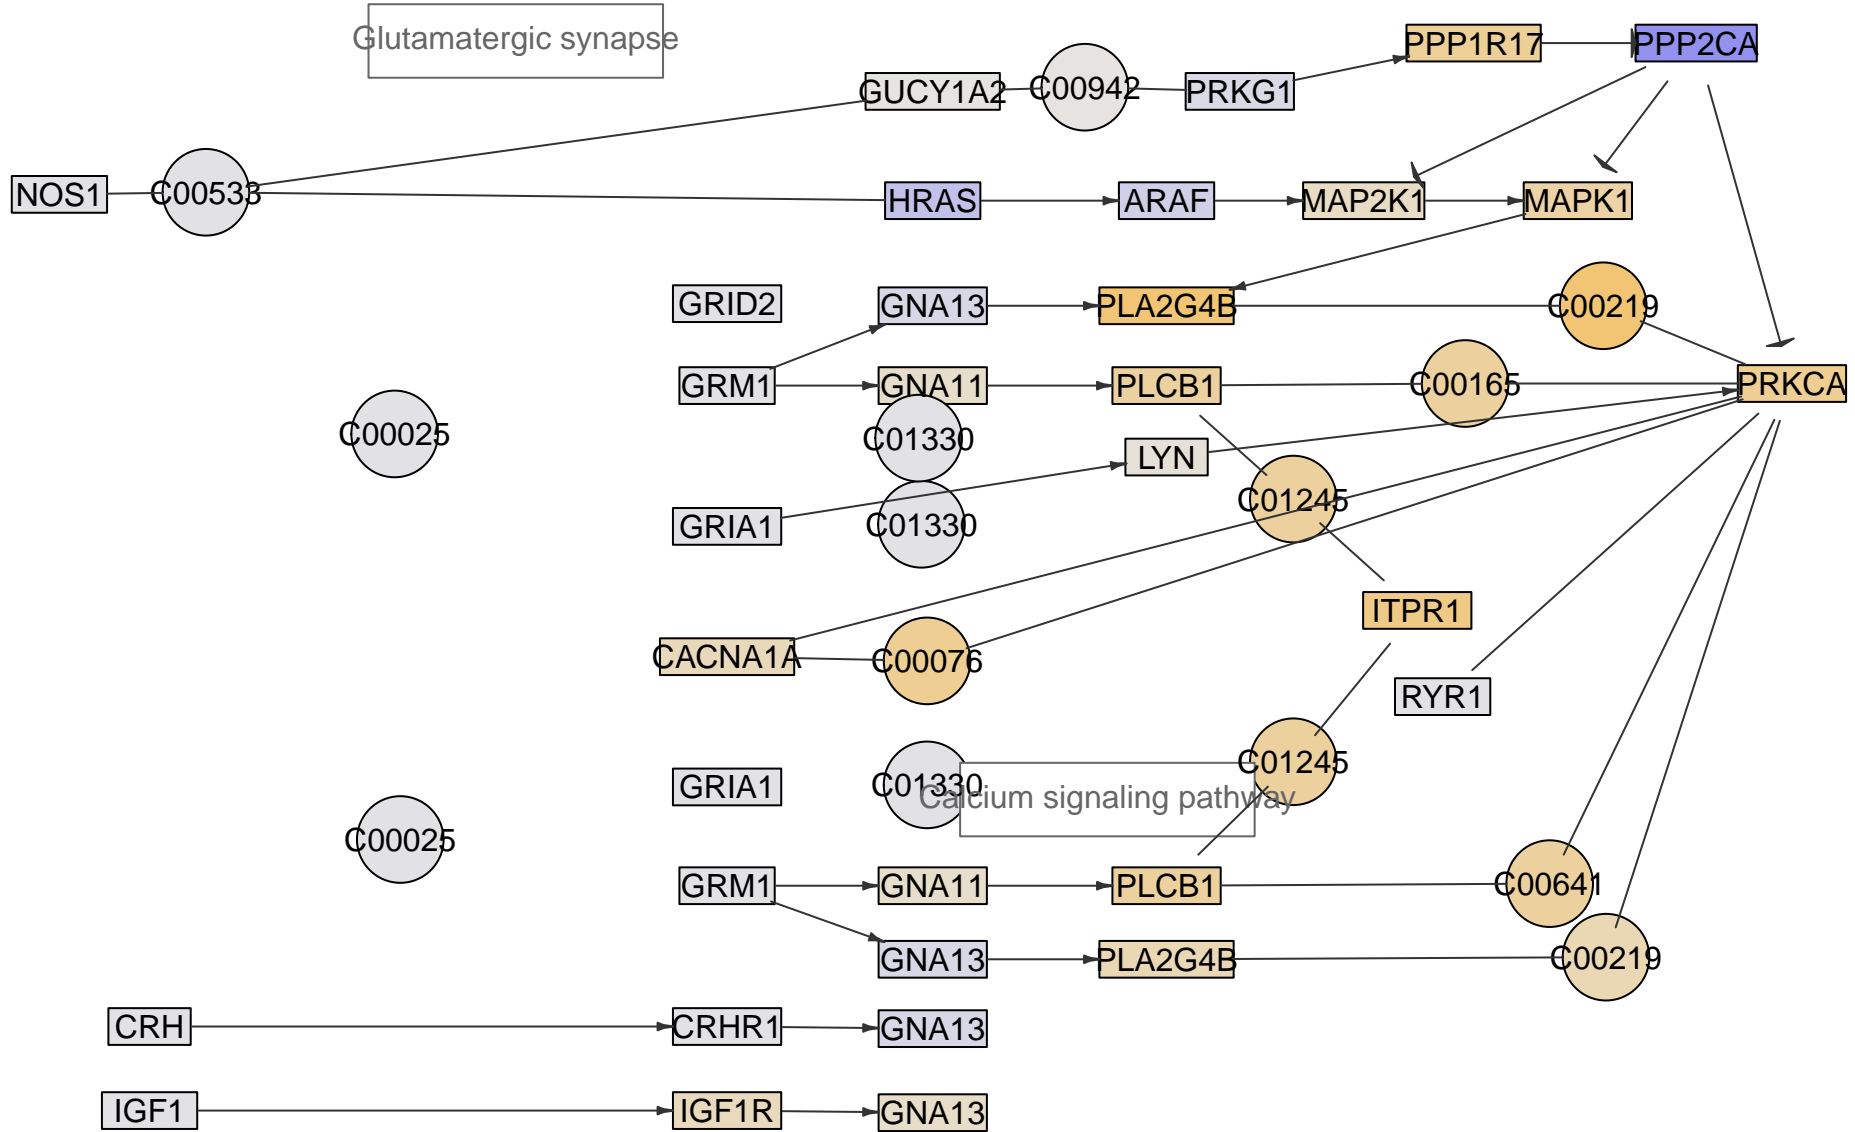 Glutamatergic synapse
PPP1R17
PPP2CA
GUCY1A2
C00942
PRKG1
NOS1
C00533
HRAS
ARAF
MAP2K1
MAPK1
GRID2
GNA13
PLA2G4B
C00219
GRM1
GNA11
PLCB1
C00165
PRKCA
C00025
C01330
LYN
GRIA1
C01330
C01245
ITPR1
CACNA1A
C00076
RYR1
GRIA1
C01330
C01245
Calcium signaling pathway
C00025
GRM1
GNA11
PLCB1
C00641
GNA13
PLA2G4B
C00219
CRH
CRHR1
GNA13
IGF1
IGF1R
GNA13